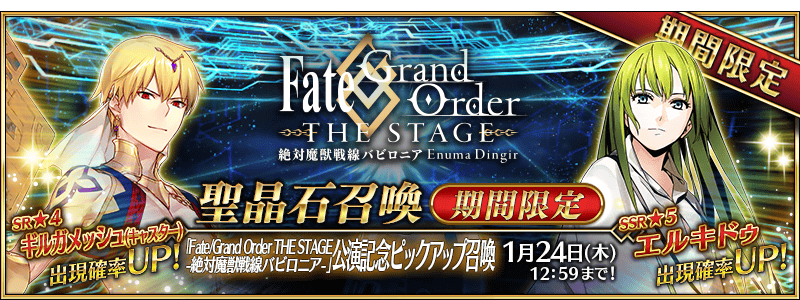 期間限定
Fate/Grand Order
THE STAGE
絶対魔獣戦線バビロニア Enuma Dingir
聖晶石召喚 期間限定
SR★4
ギルガメッシュ(キャスター)
出現確率UP!
「Fate/Grand Order THE STAGE
-絶対魔獣戦線バビロニア-」公演記念ピックアップ召喚
1月24日(木)
12:59まで!
SSR★5
エルキドゥ
出現確率UP!